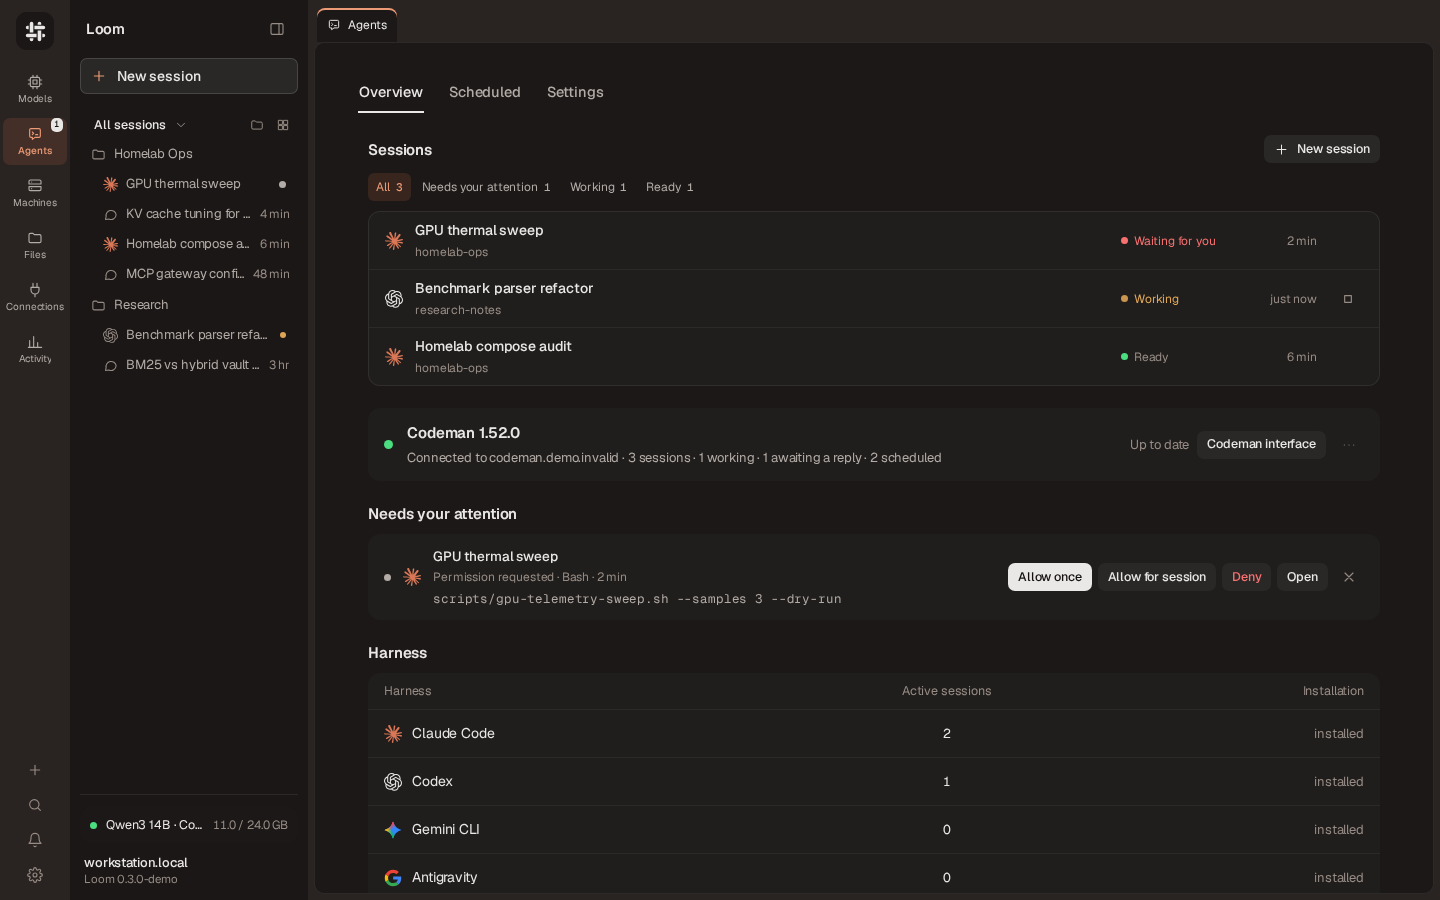 Loom
Agents
New session
Models
1
Agents
Machines
Files
Connections
Activity
All sessions
Homelab Ops
GPU thermal sweep
KV cache tuning for ... 4 min
Homelab compose a... 6 min
MCP gateway confi... 48 min
Research
Benchmark parser refa...
BM25 vs hybrid vault ... 3 hr
Qwen3 14B · Co... 11.0 / 24.0 GB
workstation.local
Loom 0.3.0-demo
Overview Scheduled Settings
Sessions
New session
All 3 Needs your attention 1 Working 1 Ready 1
GPU thermal sweep
homelab-ops
Waiting for you 2 min
Benchmark parser refactor
research-notes
Working just now
Homelab compose audit
homelab-ops
Ready 6 min
Codeman 1.52.0
Connected to codeman.demo.invalid · 3 sessions · 1 working · 1 awaiting a reply · 2 scheduled
Up to date Codeman interface ...
Needs your attention
GPU thermal sweep
Permission requested · Bash · 2 min
scripts/gpu-telemetry-sweep.sh --samples 3 --dry-run
Allow once Allow for session Deny Open
Harness
Harness Active sessions Installation
Claude Code 2 installed
Codex 1 installed
Gemini CLI 0 installed
Antigravity 0 installed